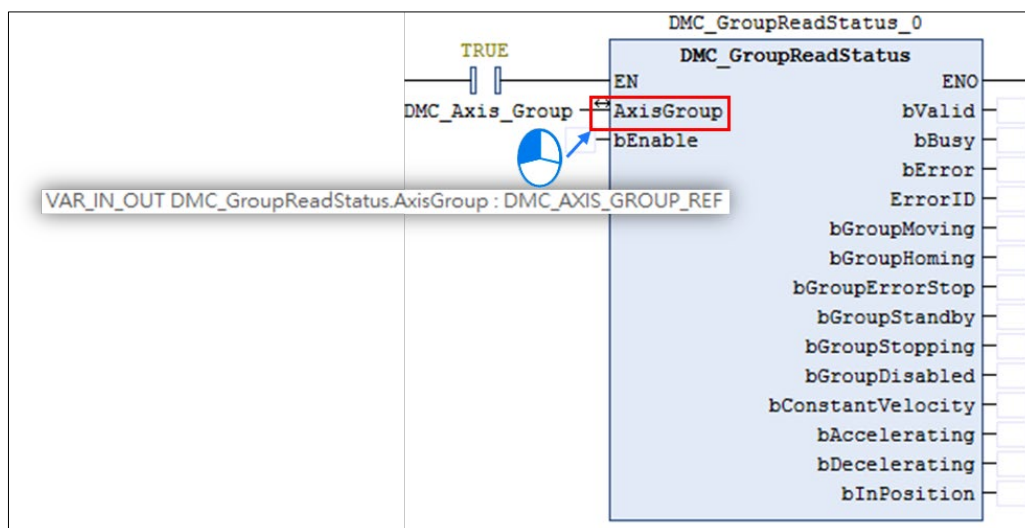 DMC_GroupReadStatus_0
TRUE
DMC_GroupReadStatus
EN ENO
DMC_Axis_Group AxisGroup bValid
bEnable bBusy
bError
VAR_IN_OUT DMC_GroupReadStatus.AxisGroup : DMC_AXIS_GROUP_REF ErrorID
bGroupMoving
bGroupHoming
bGroupErrorStop
bGroupStandby
bGroupStopping
bGroupDisabled
bConstantVelocity
bAccelerating
bDecelerating
bInPosition